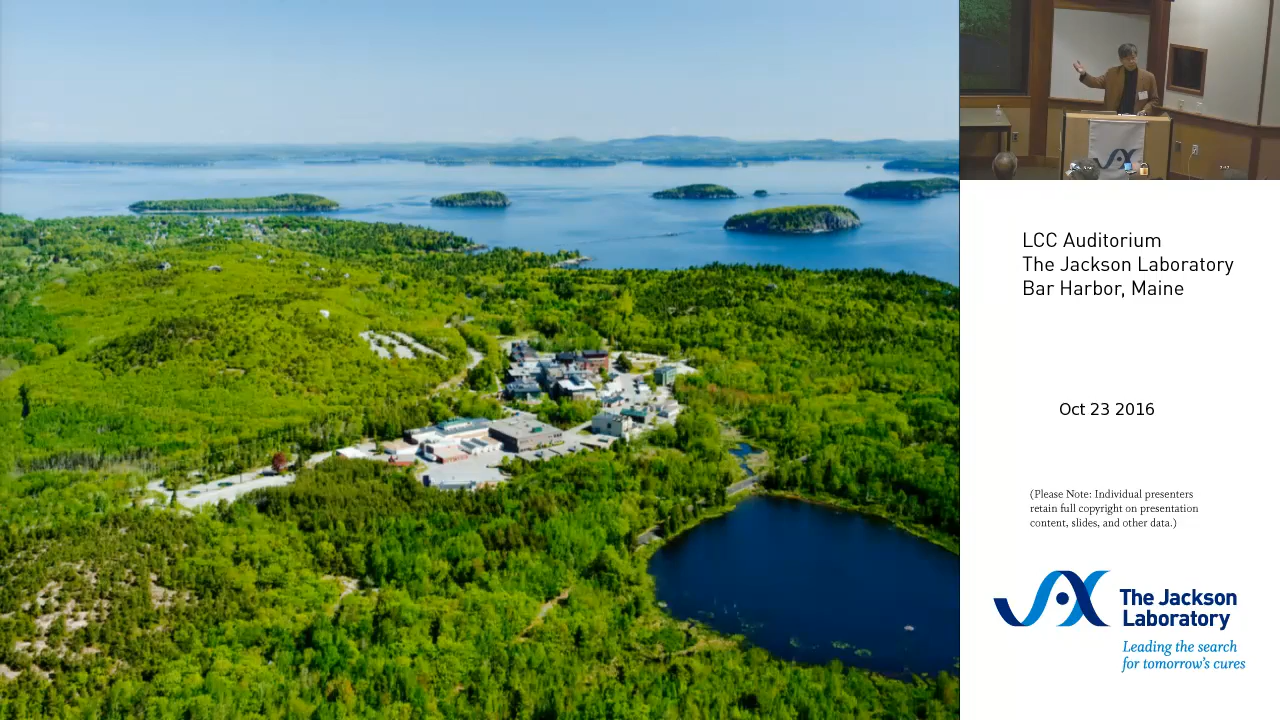 LCC Auditorium
The Jackson Laboratory
Bar Harbor, Maine
Oct 23 2016
(Please Note: Individual presenters
retain full copyright on presentation
content, slides, and other data.)
The Jackson
Laboratory
Leading the search
for tomorrow's cures